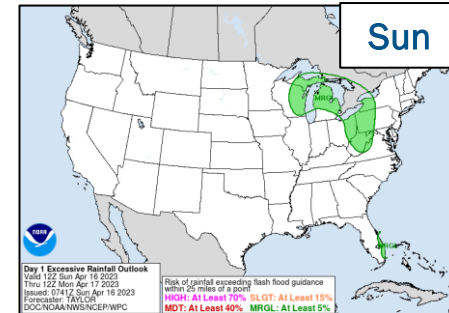 Sun
MRGL
MRGL
NOAA
Day 1 Excessive Rainfall Outlook
Valid 12Z Sun Apr 16 2023
Thru 12Z Mon Apr 17 2023
Issued: 0741Z Sun Apr 16 2023
Forecaster: TAYLOR
DOC/NOAA/NWS/NCEP/WPC
Risk of rainfall exceeding flash flood guidance
within 25 miles of a point
HIGH: At Least 70% SLGT: At Least 15%
MDT: At Least 40% MRGL: At Least 5%